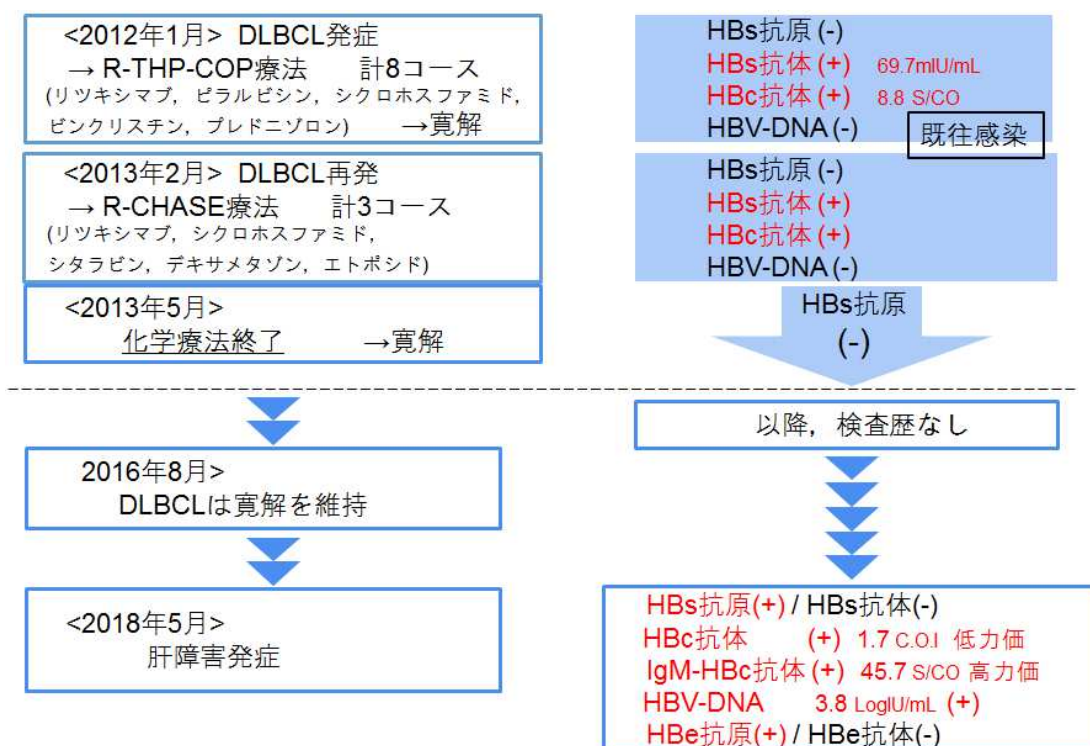 <2012年1月> DLBCL発症
→ R-THP-COP療法 計8コース
(リツキシマブ, ピラルビシン, シクロホスファミド,
ビンクリスチン, プレドニゾロン) →寛解
HBs抗原 (-)
HBs抗体 (+) 69.7mIU/mL
HBc抗体 (+) 8.8 S/CO
HBV-DNA (-)
既往感染
<2013年2月> DLBCL再発
→ R-CHASE療法 計3コース
(リツキシマブ, シクロホスファミド,
シタラビン, デキサメタゾン, エトポシド)
HBs抗原 (-)
HBs抗体 (+)
HBc抗体 (+)
HBV-DNA (-)
<2013年5月>
化学療法終了 →寛解
HBs抗原
(-)
以降, 検査歴なし
2016年8月>
DLBCLは寛解を維持
<2018年5月>
肝障害発症
HBs抗原(+) / HBs抗体(-)
HBc抗体 (+) 1.7 C.O.I 低力価
IgM-HBc抗体 (+) 45.7 S/CO 高力価
HBV-DNA 3.8 LogIU/mL (+)
HBe抗原(+) / HBe抗体(-)